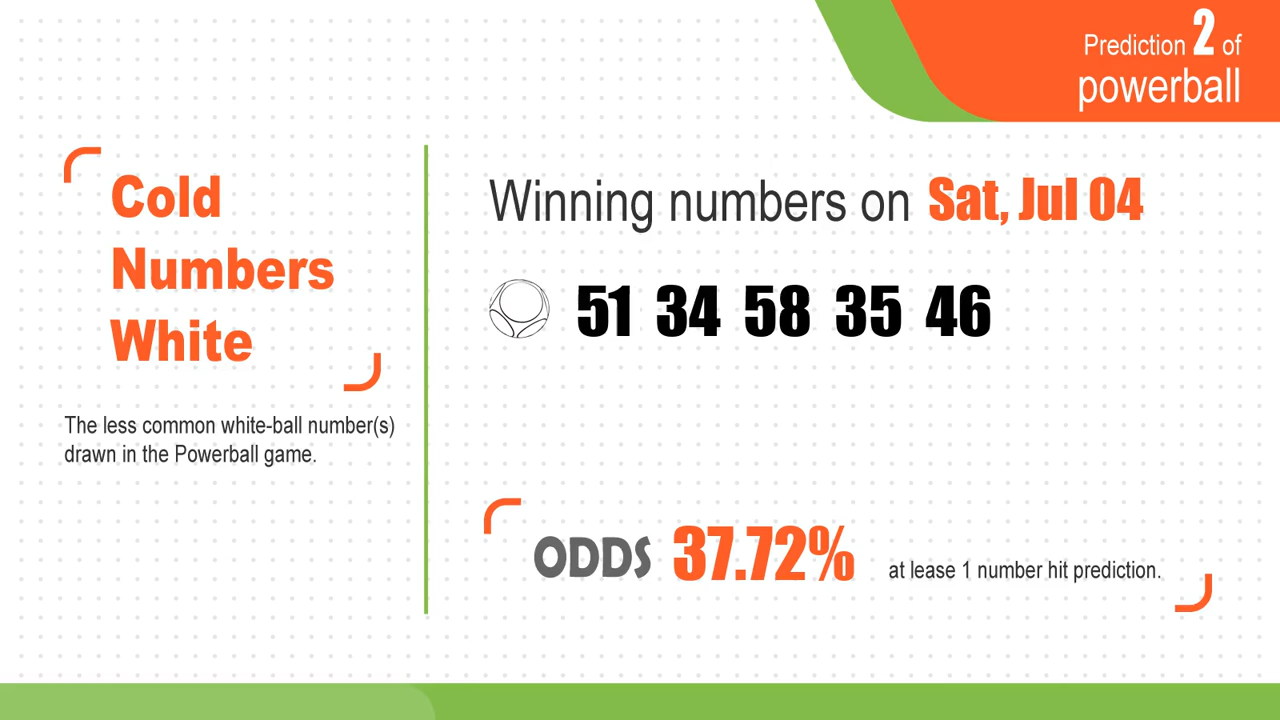 Prediction 2 of
powerball
Cold
Numbers
White
The less common white-ball number(s)
drawn in the Powerball game.
Winning numbers on Sat, Jul 04
51 34 58 35 46
ODDS 37.72% at lease 1 number hit prediction.